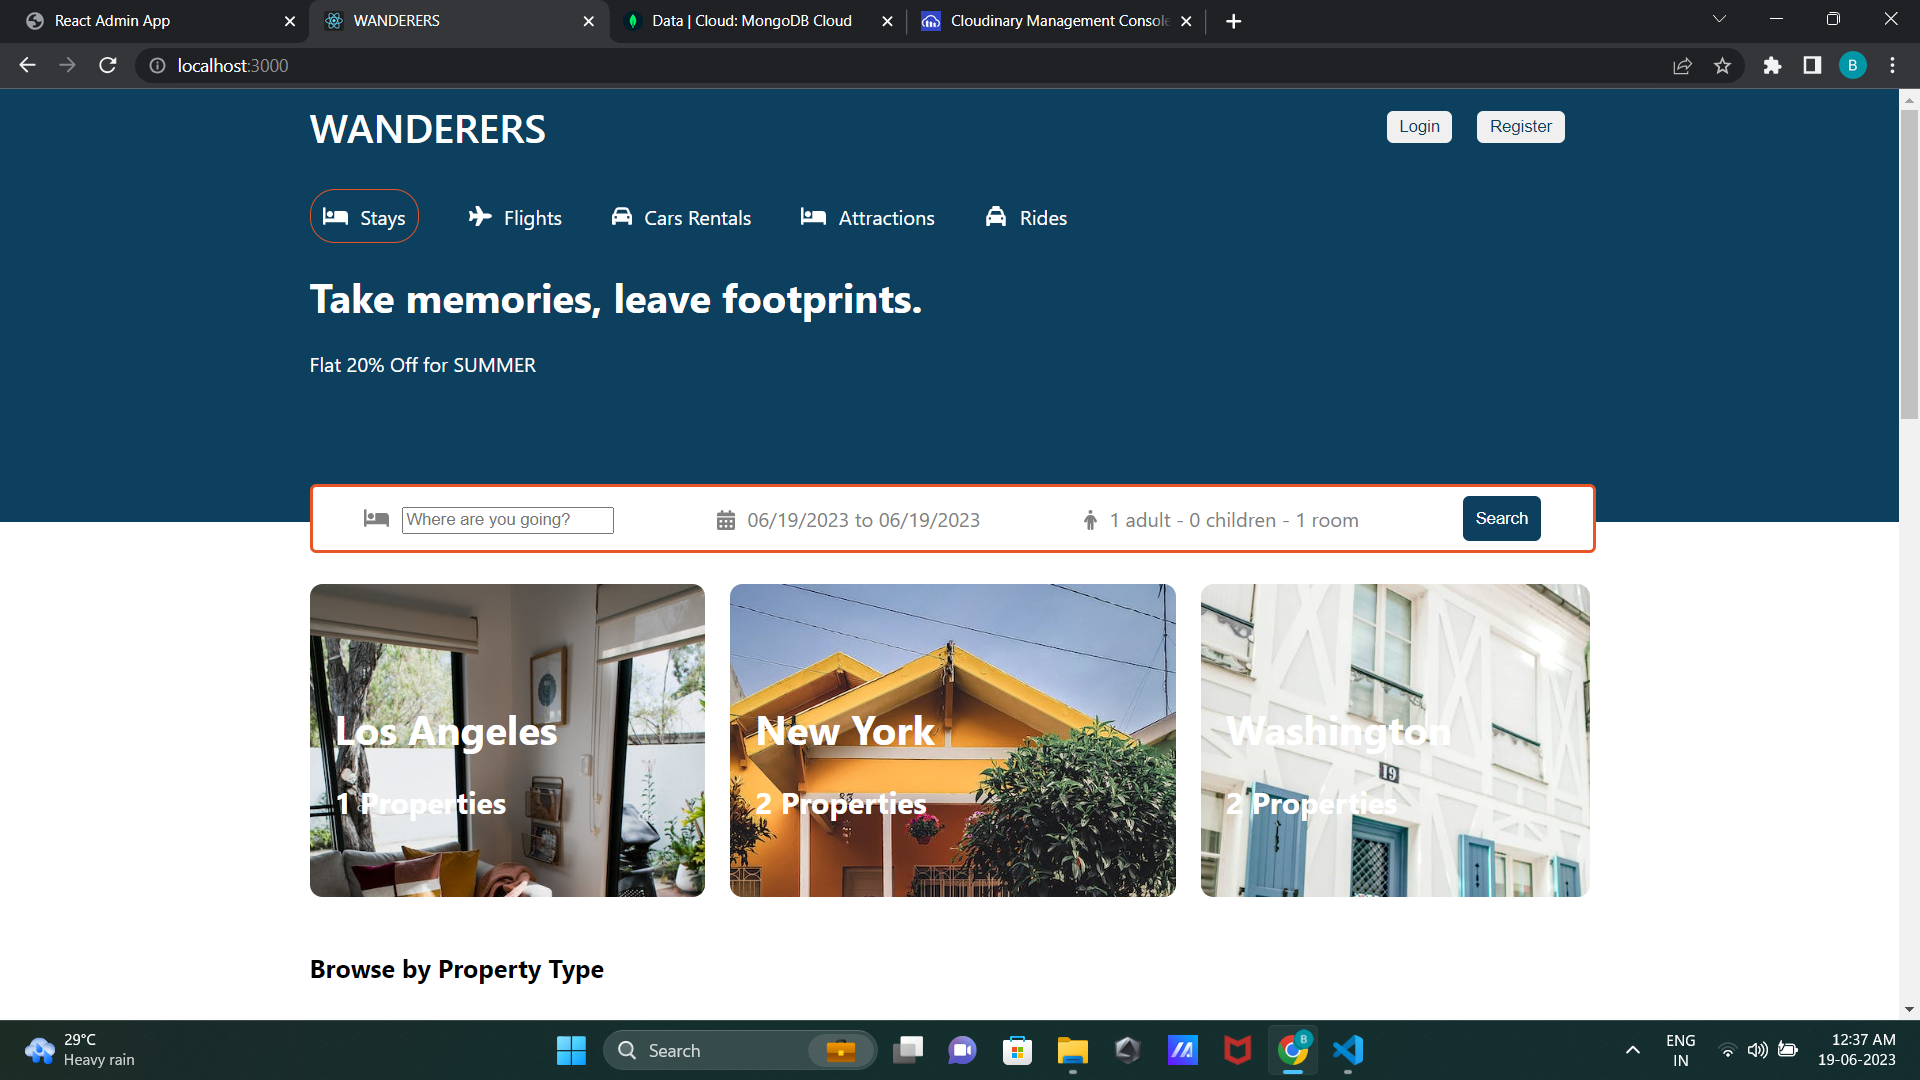 React Admin App
WANDERERS
Data | Cloud: MongoDB Cloud
Cloudinary Management Console
localhost:3000
B
WANDERERS
Login
Register
Stays
Flights
Cars Rentals
Attractions
Rides
Take memories, leave footprints.
Flat 20% Off for SUMMER
Where are you going?
06/19/2023 to 06/19/2023
1 adult - 0 children - 1 room
Search
Los Angeles
1 Properties
New York
2 Properties
Washington
2 Properties
19
Browse by Property Type
29°C
Heavy rain
Search
B
ENG
IN
12:37 AM
19-06-2023